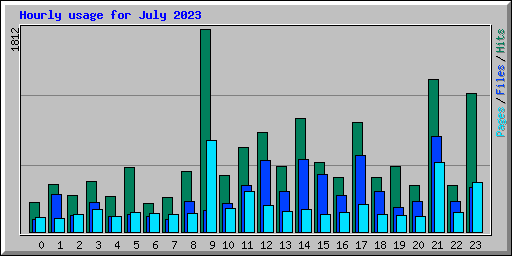 Hourly usage for July 2023
1812
Pages/Files/Hits
0 1 2 3 4 5 6 7 8 9 10 11 12 13 14 15 16 17 18 19 20 21 22 23